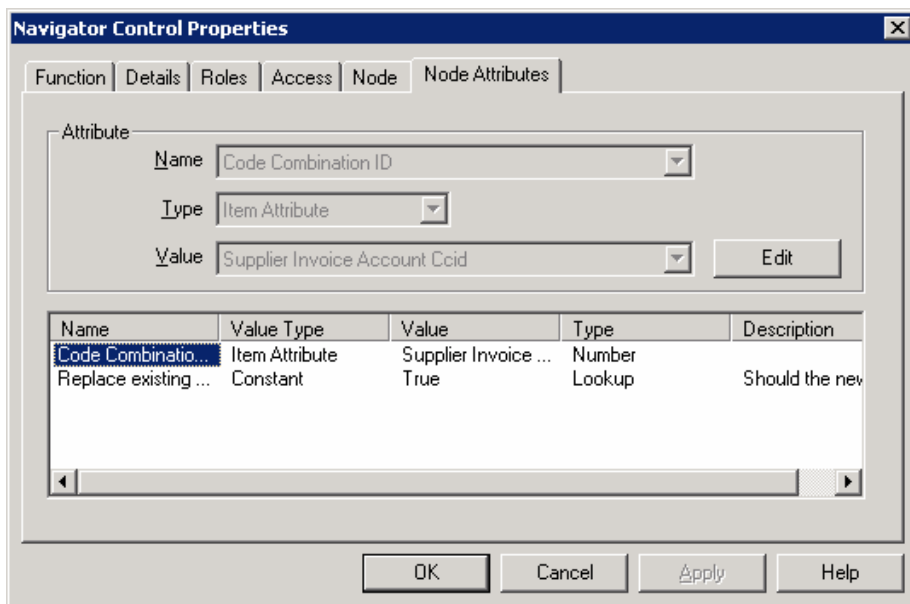 Navigator Control Properties
Function Details Roles Access Node Node Attributes
Attribute
Name Code Combination ID
Type Item Attribute
Value Supplier Invoice Account Ccid Edit
Name Value Type Value Type Description
Code Combinatio... Item Attribute Supplier Invoice ... Number
Replace existing ... Constant True Lookup Should the new
OK Cancel Apply Help